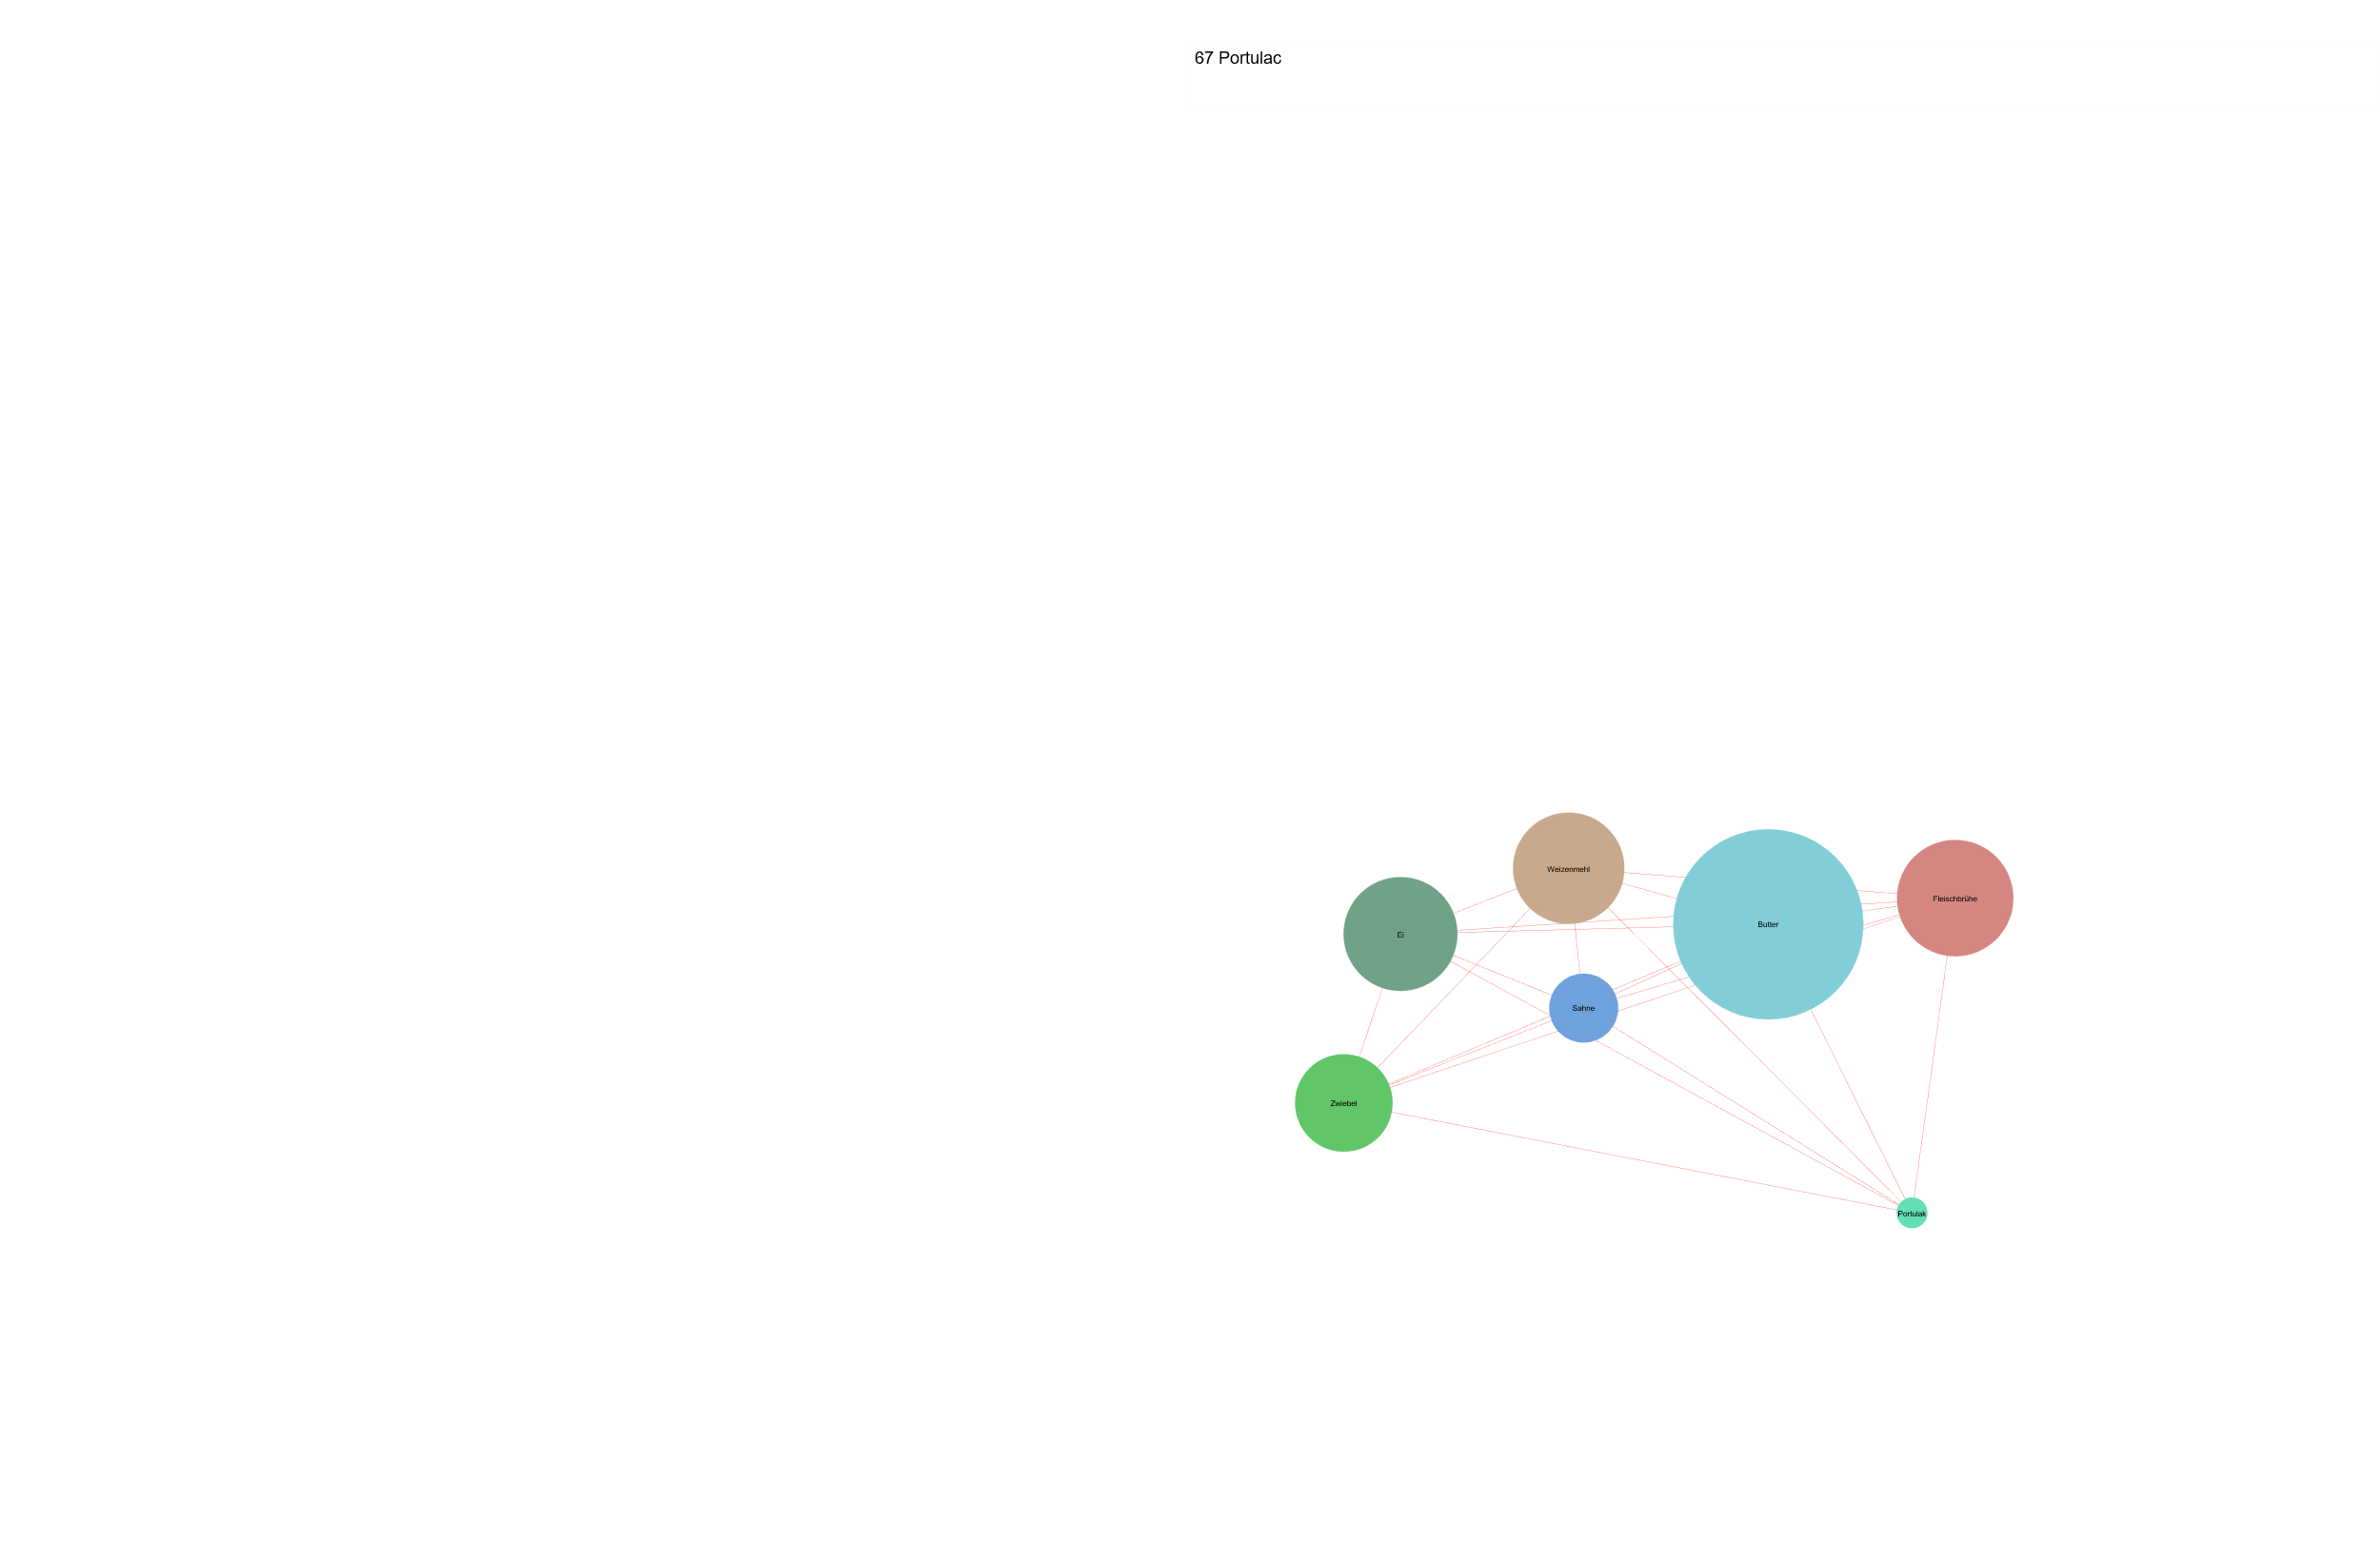 67 Portulac
Weizenmehl
Fleischbrühe
Butter
Ei
Sahne
Zwiebel
Portulak